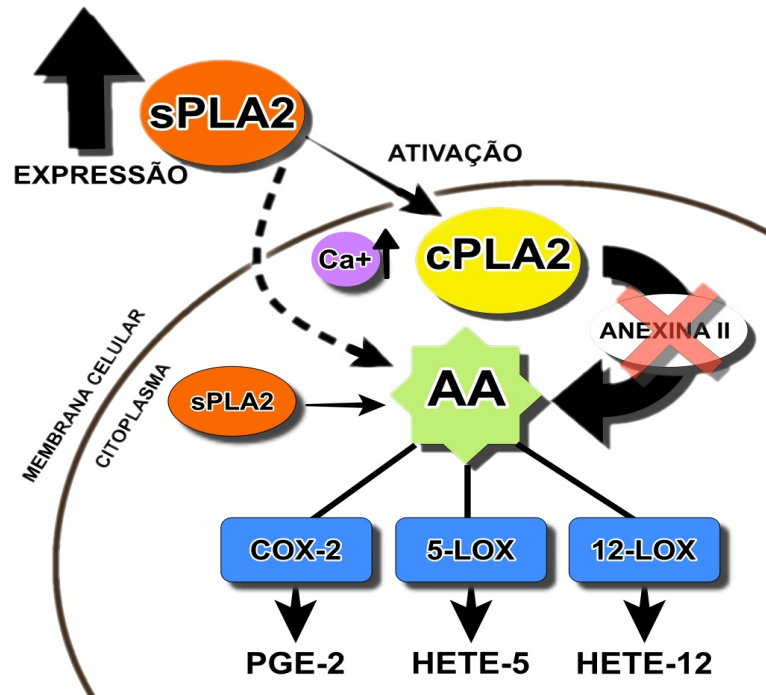 sPLA2
EXPRESSÃO
ATIVAÇÃO
Ca+
cPLA2
ANEXINA II
MEMBRANA CELULAR
CITOPLASMA
sPLA2
AA
COX-2
5-LOX
12-LOX
PGE-2
HETE-5
HETE-12